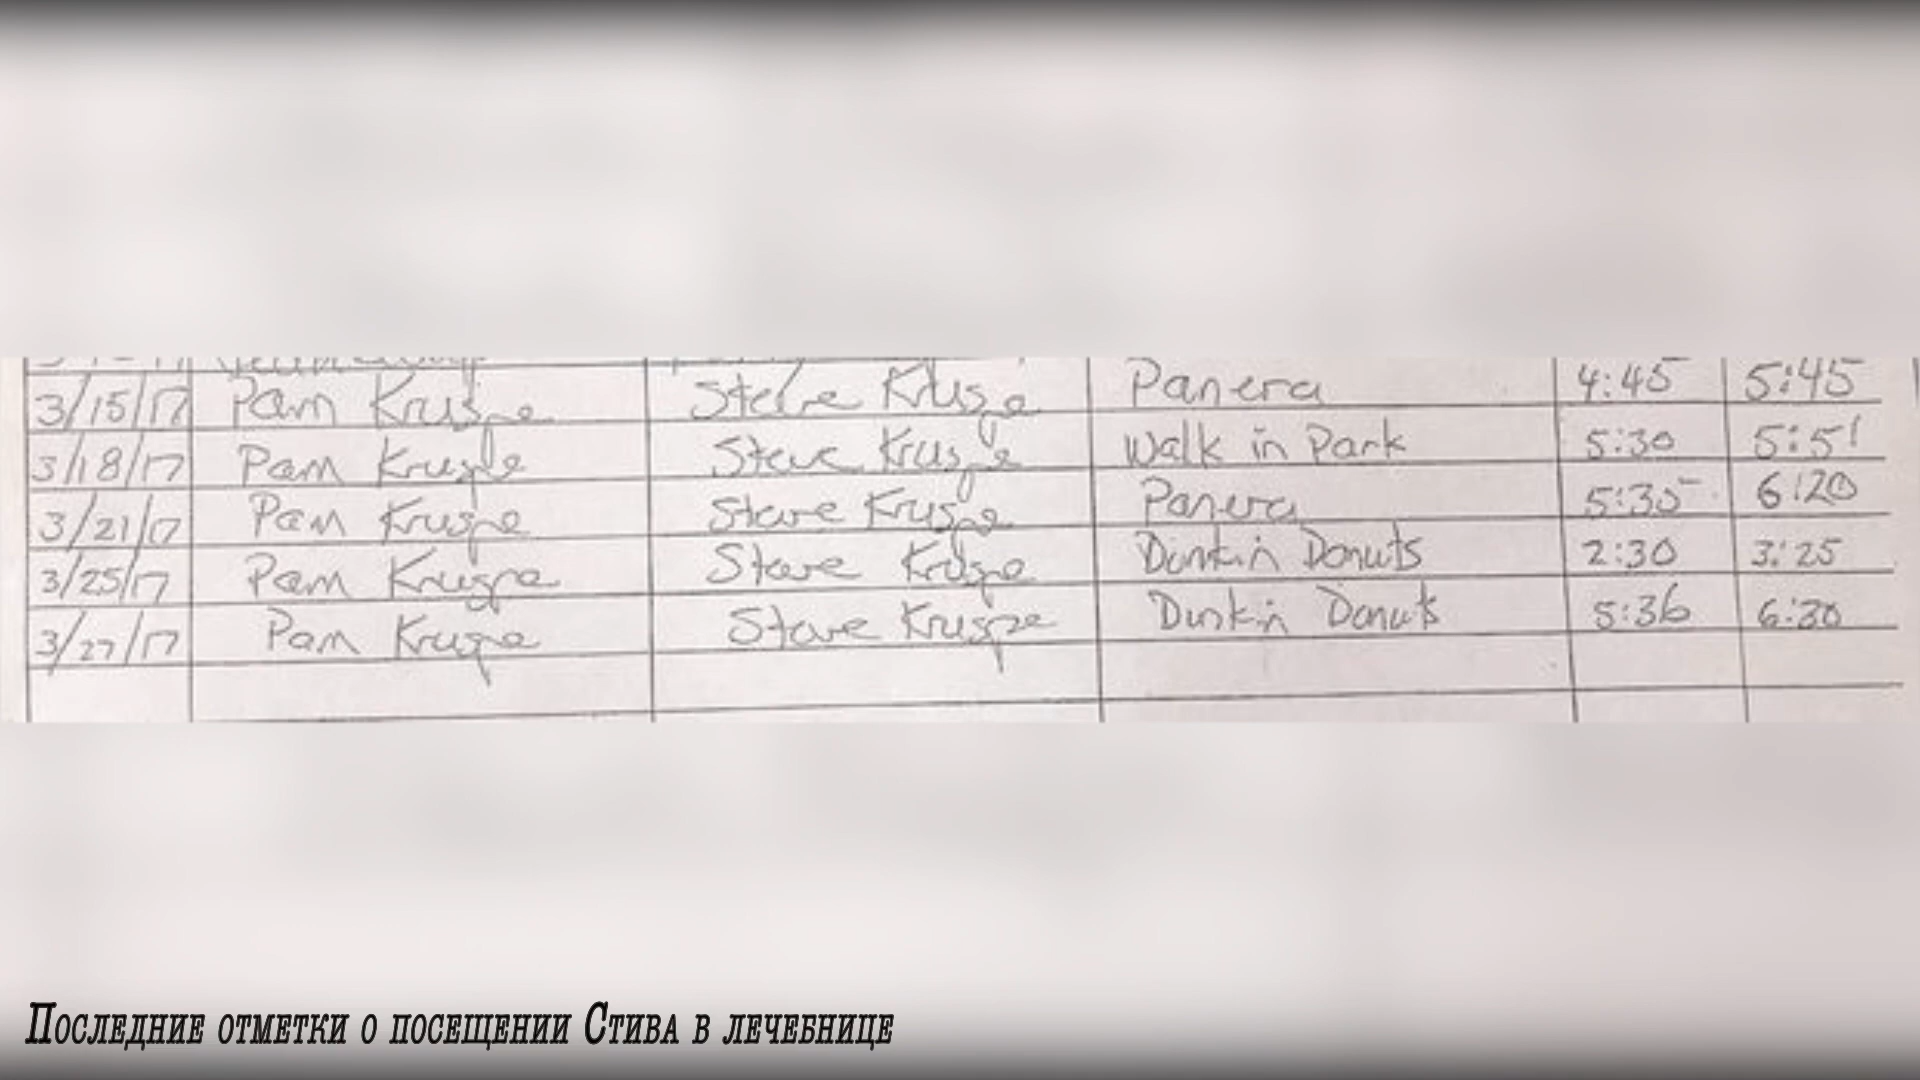 3/15/17 Pam Kruspe Steve Kruspe Panera 4:45 5:45
3/18/17 Pam Kruspe Steve Kruspe Walk in Park 5:30 5:51
3/21/17 Pam Kruspe Steve Kruspe Panera 5:35 6:20
3/25/17 Pam Kruspe Steve Kruspe Dunkin Donuts 2:30 3:25
3/27/17 Pam Kruspe Steve Kruspe Dunkin Donuts 5:36 6:30
Последние отметки о посещении Стива в лечебнице